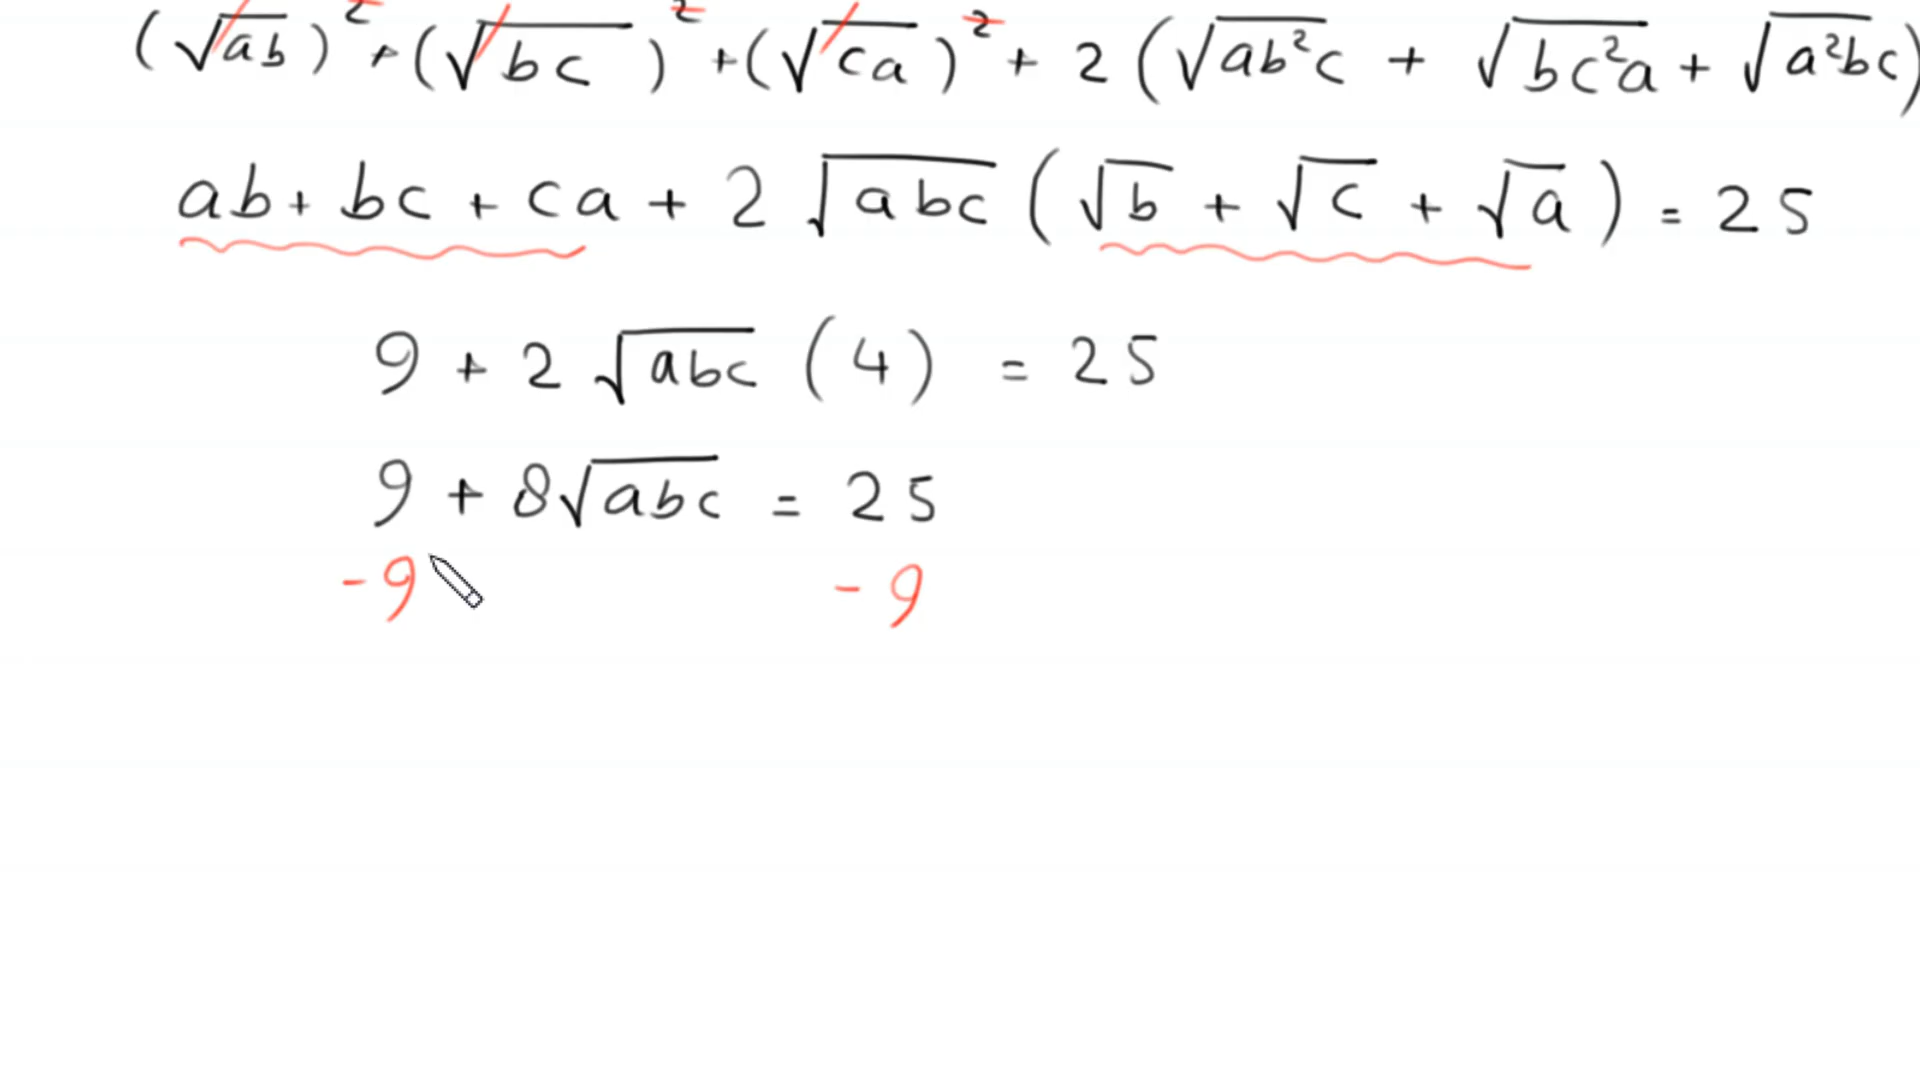 (√ab)² + (√bc)² + (√ca)² + 2(√ab²c + √bc²a + √a²bc)
ab + bc + ca + 2√abc (√b + √c + √a) = 25
9 + 2√abc (4) = 25
9 + 8√abc = 25
-9 -9